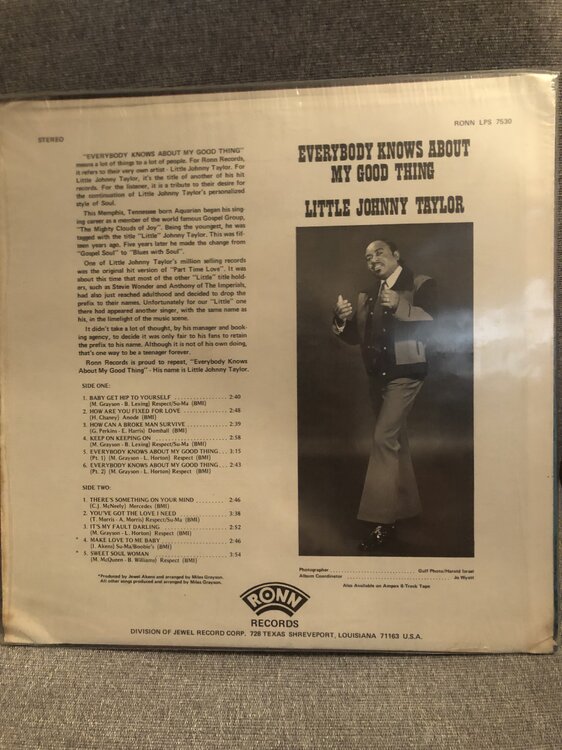 RONN LPS 7530
STEREO
"EVERYBODY KNOWS ABOUT MY GOOD THING"
means a lot of things to a lot of people. For Ronn Records,
it refers to their very own artist - Little Johnny Taylor. For
Little Johnny Taylor, it's the title of another of his hit
records. For the listener, it is a tribute to their desire for
the continuation of Little Johnny Taylor's personalized
style of Soul.
This Memphis, Tennessee born Aquarian began his sing-
ing career as a member of the world famous Gospel Group,
"The Mighty Clouds of Joy". Being the youngest, he was
tagged with the title "Little" Johnny Taylor. This was fif-
teen years ago. Five years later he made the change from
"Gospel Soul" to "Blues with Soul".
One of Little Johnny Taylor's million selling records
was the original hit version of "Part Time Love". It was
about this time that most of the other "Little" title hold-
ers, such as Stevie Wonder and Anthony of The Imperials,
had also just reached adulthood and decided to drop the
prefix to their names. Unfortunately for our "Little" one
there had appeared another singer, with the same name as
his, in the limelight of the music scene.
It didn't take a lot of thought, by his manager and book-
ing agency, to decide it was only fair to his fans to retain
the prefix to his name. Although it is not of his own doing,
that's one way to be a teenager forever.
Ronn Records is proud to repeat, "Everybody Knows
About My Good Thing" - His name is Little Johnny Taylor.
SIDE ONE:
1. BABY GET HIP TO YOURSELF .......... 2:40
(M. Grayson - B. Lexing) Respect/Su-Ma (BMI)
2. HOW ARE YOU FIXED FOR LOVE .......... 2:48
(H. Chaney) Anode (BMI)
3. HOW CAN A BROKE MAN SURVIVE .......... 2:39
(G. Perkins - E. Harris) Domhall (BMI)
4. KEEP ON KEEPING ON .......... 2:58
(M. Grayson - B. Lexing) Respect/Su-Ma (BMI)
5. EVERYBODY KNOWS ABOUT MY GOOD THING ... 3:15
(Pt. 1) (M. Grayson - L. Horton) Respect (BMI)
6. EVERYBODY KNOWS ABOUT MY GOOD THING ... 2:43
(Pt. 2) (M. Grayson - L. Horton) Respect (BMI)
SIDE TWO:
1. THERE'S SOMETHING ON YOUR MIND .......... 2:46
(C.J. McNeely) Mercedes (BMI)
2. YOU'VE GOT THE LOVE I NEED .......... 3:38
(T. Morris - A. Morris) Respect/Su-Ma (BMI)
3. IT'S MY FAULT DARLING .......... 2:52
(M. Grayson - L. Horton) Respect (BMI)
* 4. MAKE LOVE TO ME BABY .......... 2:46
(I. Akens) Su-Ma/Boobie's (BMI)
* 5. SWEET SOUL WOMAN .......... 3:54
(M. McQueen - B. Williams) Respect (BMI)
*Produced by Jewel Akens and arranged by Miles Grayson.
All other songs produced and arranged by Miles Grayson.
EVERYBODY KNOWS ABOUT
MY GOOD THING
LITTLE JOHNNY TAYLOR
Photographer .......... Gulf Photo/Harold Israel
Album Coordinator .......... Jo Wyatt
Also Available on Ampex 8-Track Tape
RONN
RECORDS
DIVISION OF JEWEL RECORD CORP. 728 TEXAS SHREVEPORT, LOUISIANA 71163 U.S.A.